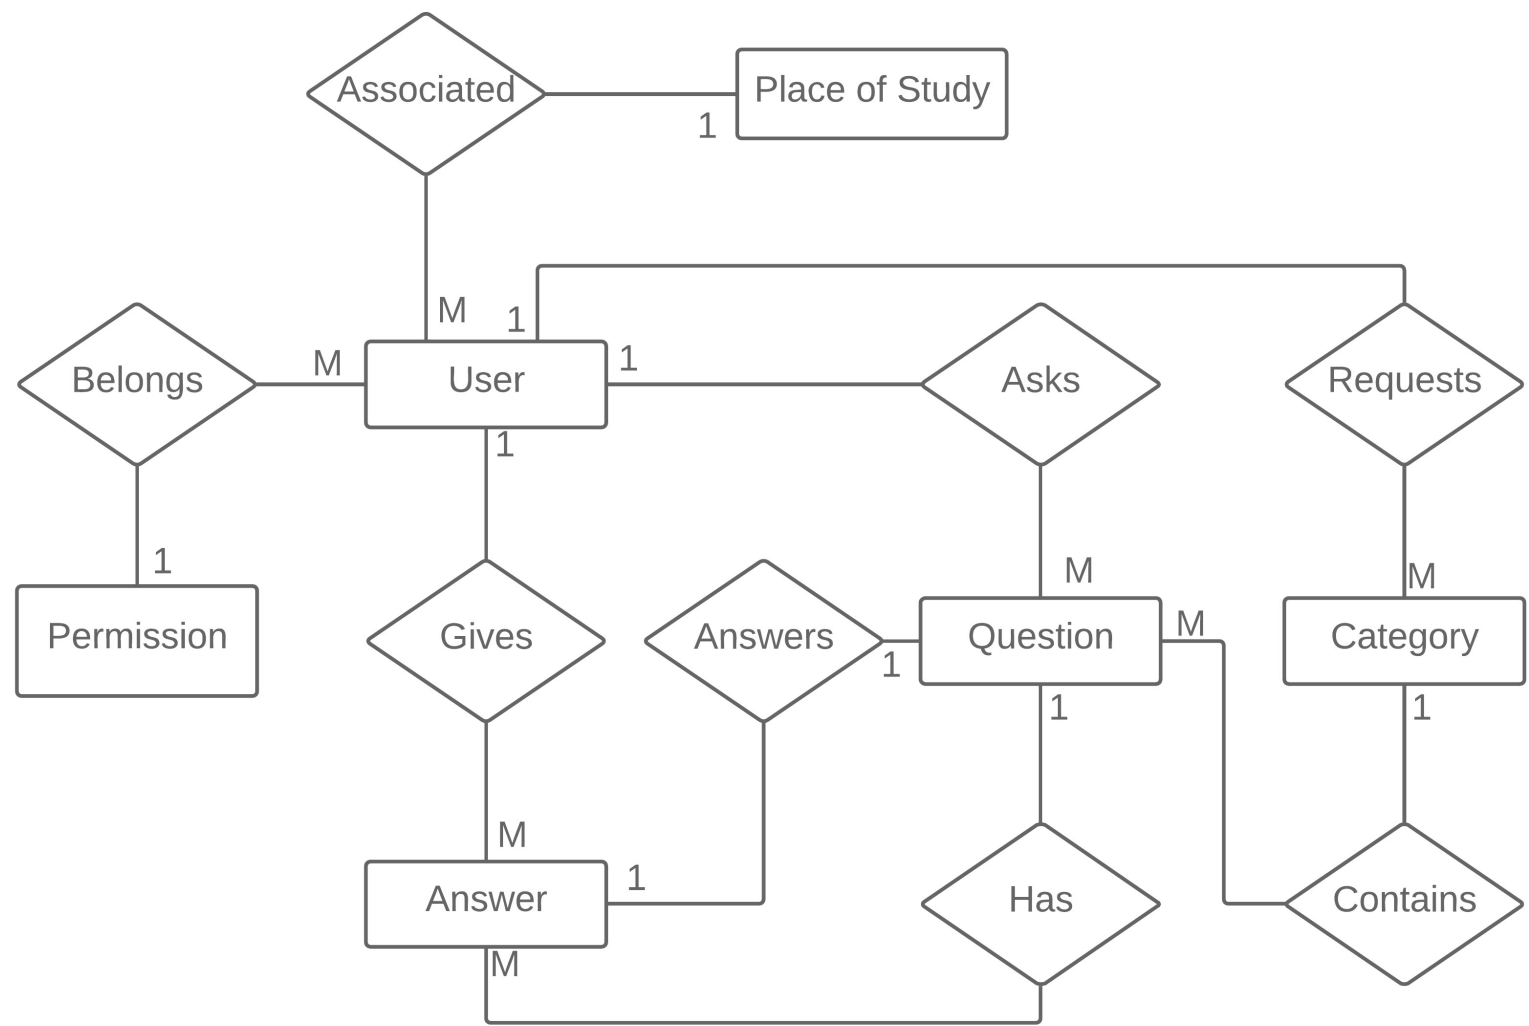 Associated
Place of Study
1
M
1
Belongs
M
User
1
Asks
Requests
1
1
Permission
Gives
Answers
1
M
Question
M
M
Category
1
1
M
Answer
1
M
Has
Contains